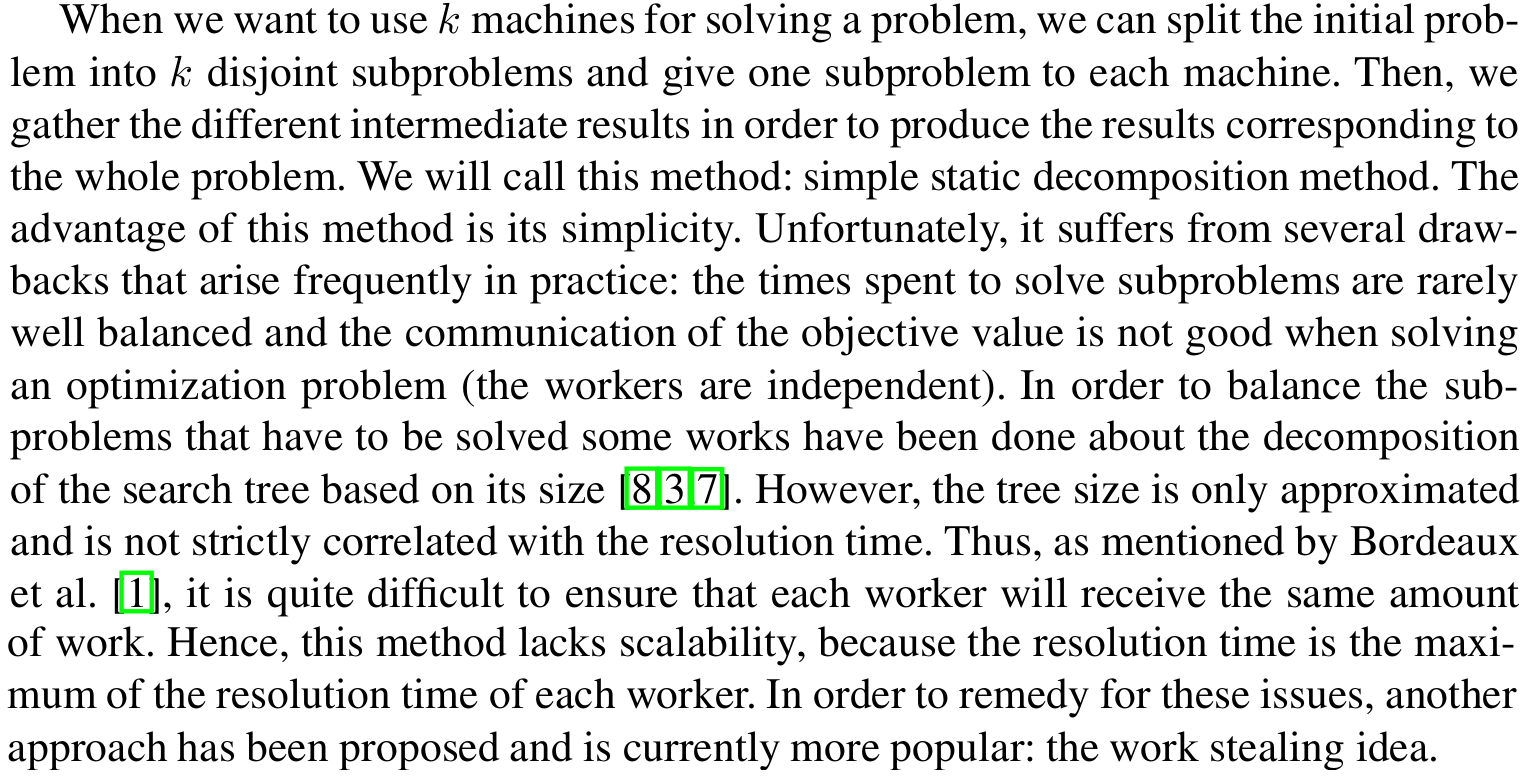 When we want to use k machines for solving a problem, we can split the initial prob-
lem into k disjoint subproblems and give one subproblem to each machine. Then, we
gather the different intermediate results in order to produce the results corresponding to
the whole problem. We will call this method: simple static decomposition method. The
advantage of this method is its simplicity. Unfortunately, it suffers from several draw-
backs that arise frequently in practice: the times spent to solve subproblems are rarely
well balanced and the communication of the objective value is not good when solving
an optimization problem (the workers are independent). In order to balance the sub-
problems that have to be solved some works have been done about the decomposition
of the search tree based on its size [8,3,7]. However, the tree size is only approximated
and is not strictly correlated with the resolution time. Thus, as mentioned by Bordeaux
et al. [1], it is quite difficult to ensure that each worker will receive the same amount
of work. Hence, this method lacks scalability, because the resolution time is the maxi-
mum of the resolution time of each worker. In order to remedy for these issues, another
approach has been proposed and is currently more popular: the work stealing idea.